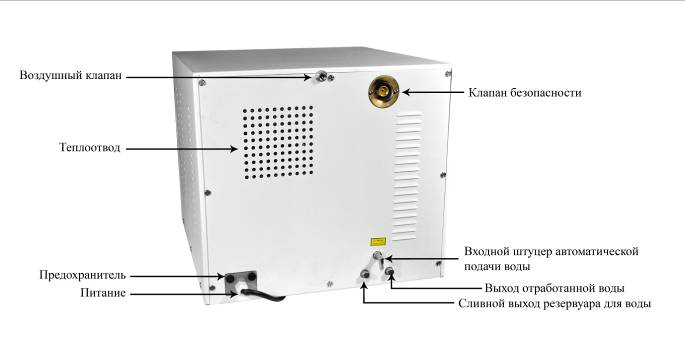 Воздушный клапан
Клапан безопасности
Теплоотвод
Входной штуцер автоматической
подачи воды
Предохранитель
Питание
Выход отработанной воды
Сливной выход резервуара для воды